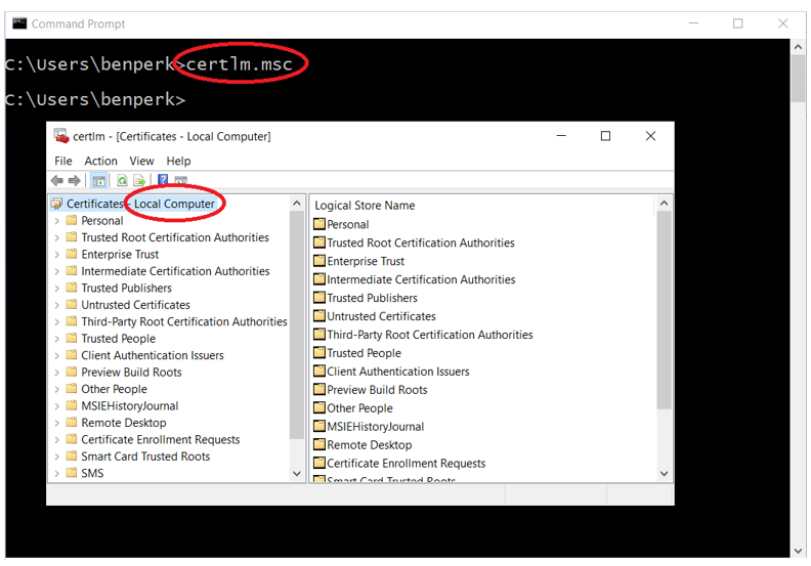 Command Prompt
C:\Users\benperk>certlm.msc
C:\Users\benperk>
certlm - [Certificates - Local Computer]
File Action View Help
Certificates - Local Computer
Personal
Trusted Root Certification Authorities
Enterprise Trust
Intermediate Certification Authorities
Trusted Publishers
Untrusted Certificates
Third-Party Root Certification Authorities
Trusted People
Client Authentication Issuers
Preview Build Roots
Other People
MSIEHistoryJournal
Remote Desktop
Certificate Enrollment Requests
Smart Card Trusted Roots
SMS
Logical Store Name
Personal
Trusted Root Certification Authorities
Enterprise Trust
Intermediate Certification Authorities
Trusted Publishers
Untrusted Certificates
Third-Party Root Certification Authorities
Trusted People
Client Authentication Issuers
Preview Build Roots
Other People
MSIEHistoryJournal
Remote Desktop
Certificate Enrollment Requests
Smart Card Trusted Roots